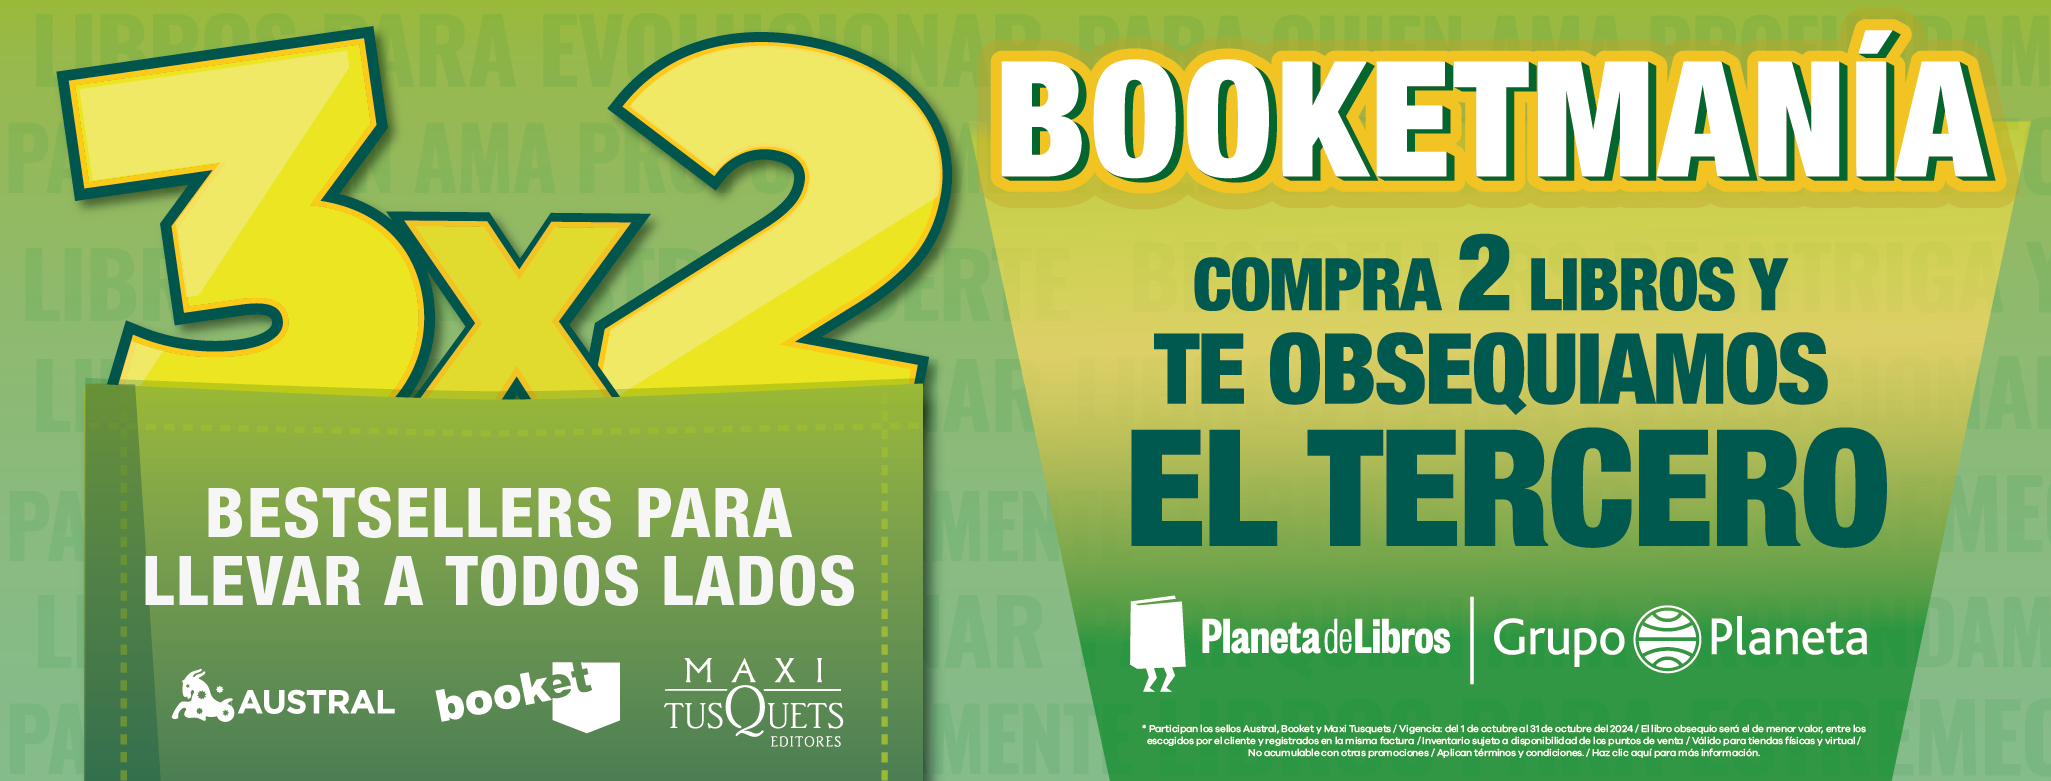 3x2
BESTSELLERS PARA
LLEVAR A TODOS LADOS
AUSTRAL
booket
MAXI
TUSQUETS
EDITORES
BOOKETMANÍA
COMPRA 2 LIBROS Y
TE OBSEQUIAMOS
EL TERCERO
PlanetadeLibros
Grupo Planeta
* Participan los sellos Austral, Booket y Maxi Tusquets / Vigencia: del 1 de octubre al 31 de octubre del 2024 / El libro obsequio será el de menor valor, entre los
escogidos por el cliente y registrados en la misma factura / Inventario sujeto a disponibilidad de los puntos de venta / Válido para tiendas físicas y virtual /
No acumulable con otras promociones / Aplican términos y condiciones. / Haz clic aquí para más información.